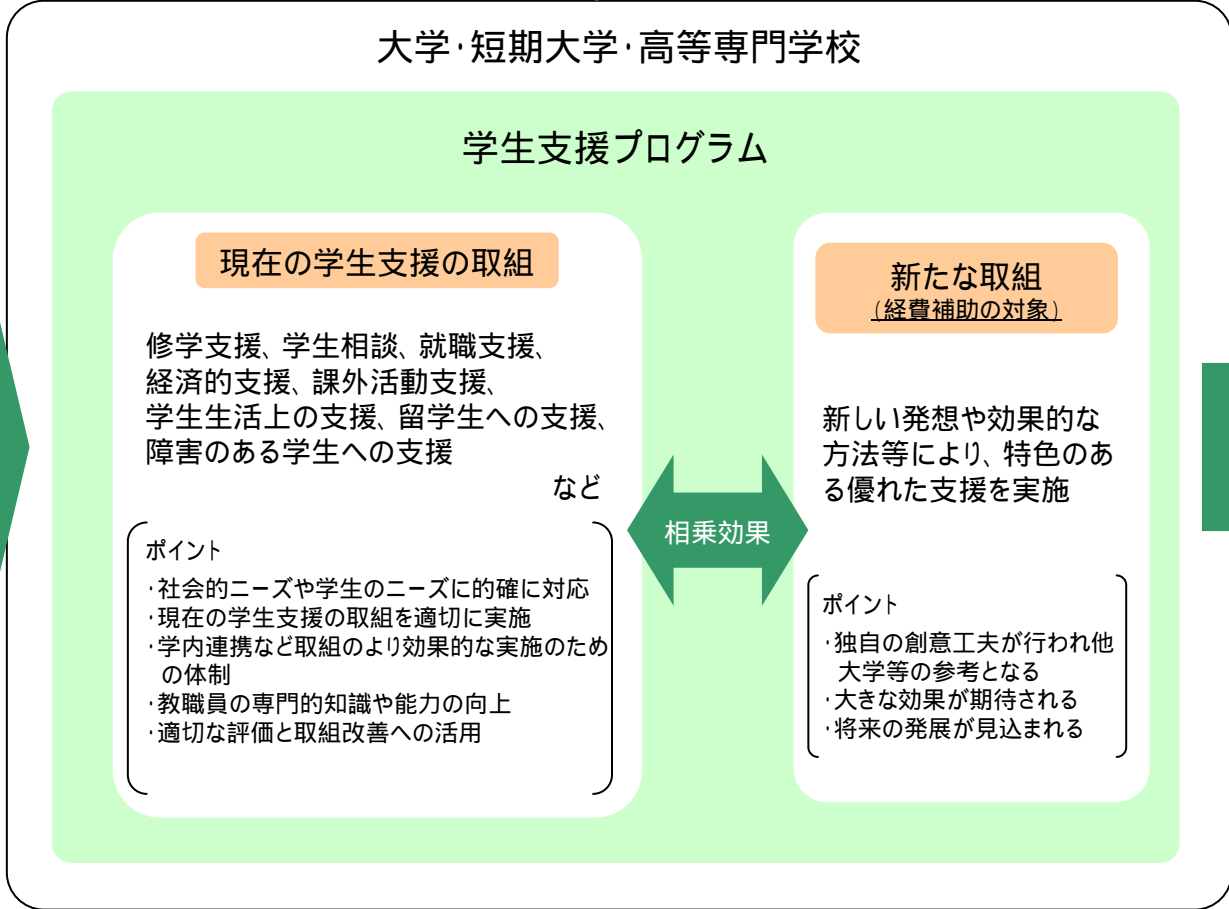 大学・短期大学・高等専門学校
学生支援プログラム
現在の学生支援の取組
修学支援、学生相談、就職支援、
経済的支援、課外活動支援、
学生生活上の支援、留学生への支援、
障害のある学生への支援
など
ポイント
・社会的ニーズや学生のニーズに的確に対応
・現在の学生支援の取組を適切に実施
・学内連携など取組のより効果的な実施のため
の体制
・教職員の専門的知識や能力の向上
・適切な評価と取組改善への活用
相乗効果
新たな取組
（経費補助の対象）
新しい発想や効果的な
方法等により、特色のあ
る優れた支援を実施
ポイント
・独自の創意工夫が行われ他
大学等の参考となる
・大きな効果が期待される
・将来の発展が見込まれる